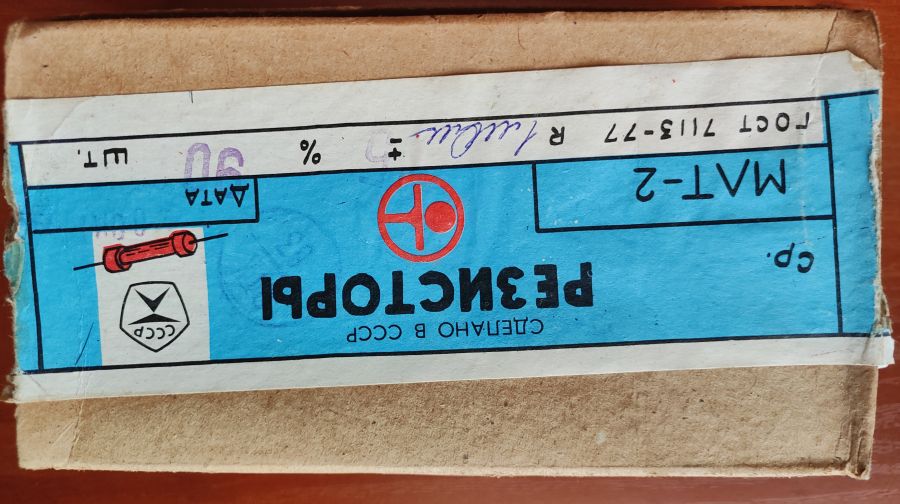 СДЕЛАНО В СССР
РЕЗИСТОРЫ
СССР
Ср.
МЛТ-2
ДАТА
ГОСТ 7113-77 R ± % 90 ШТ.